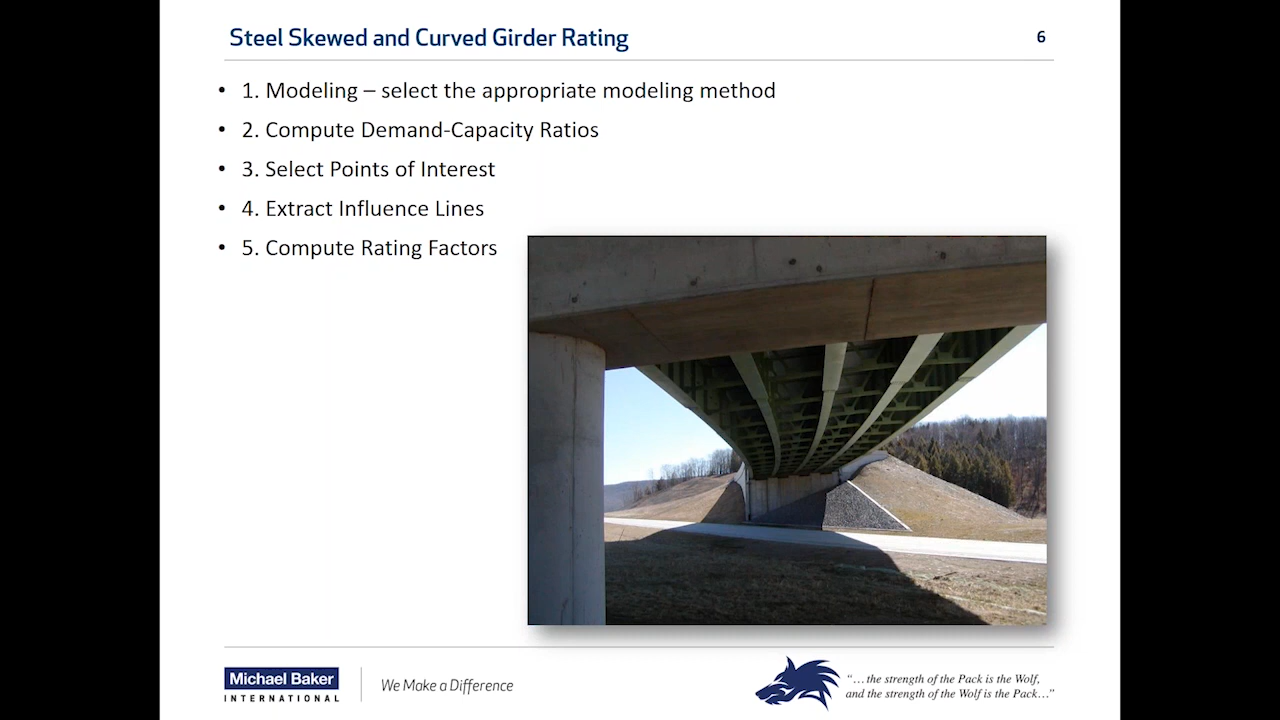 Steel Skewed and Curved Girder Rating
6
• 1. Modeling – select the appropriate modeling method
• 2. Compute Demand-Capacity Ratios
• 3. Select Points of Interest
• 4. Extract Influence Lines
• 5. Compute Rating Factors
Michael Baker
INTERNATIONAL
We Make a Difference
“…the strength of the Pack is the Wolf,
and the strength of the Wolf is the Pack…”